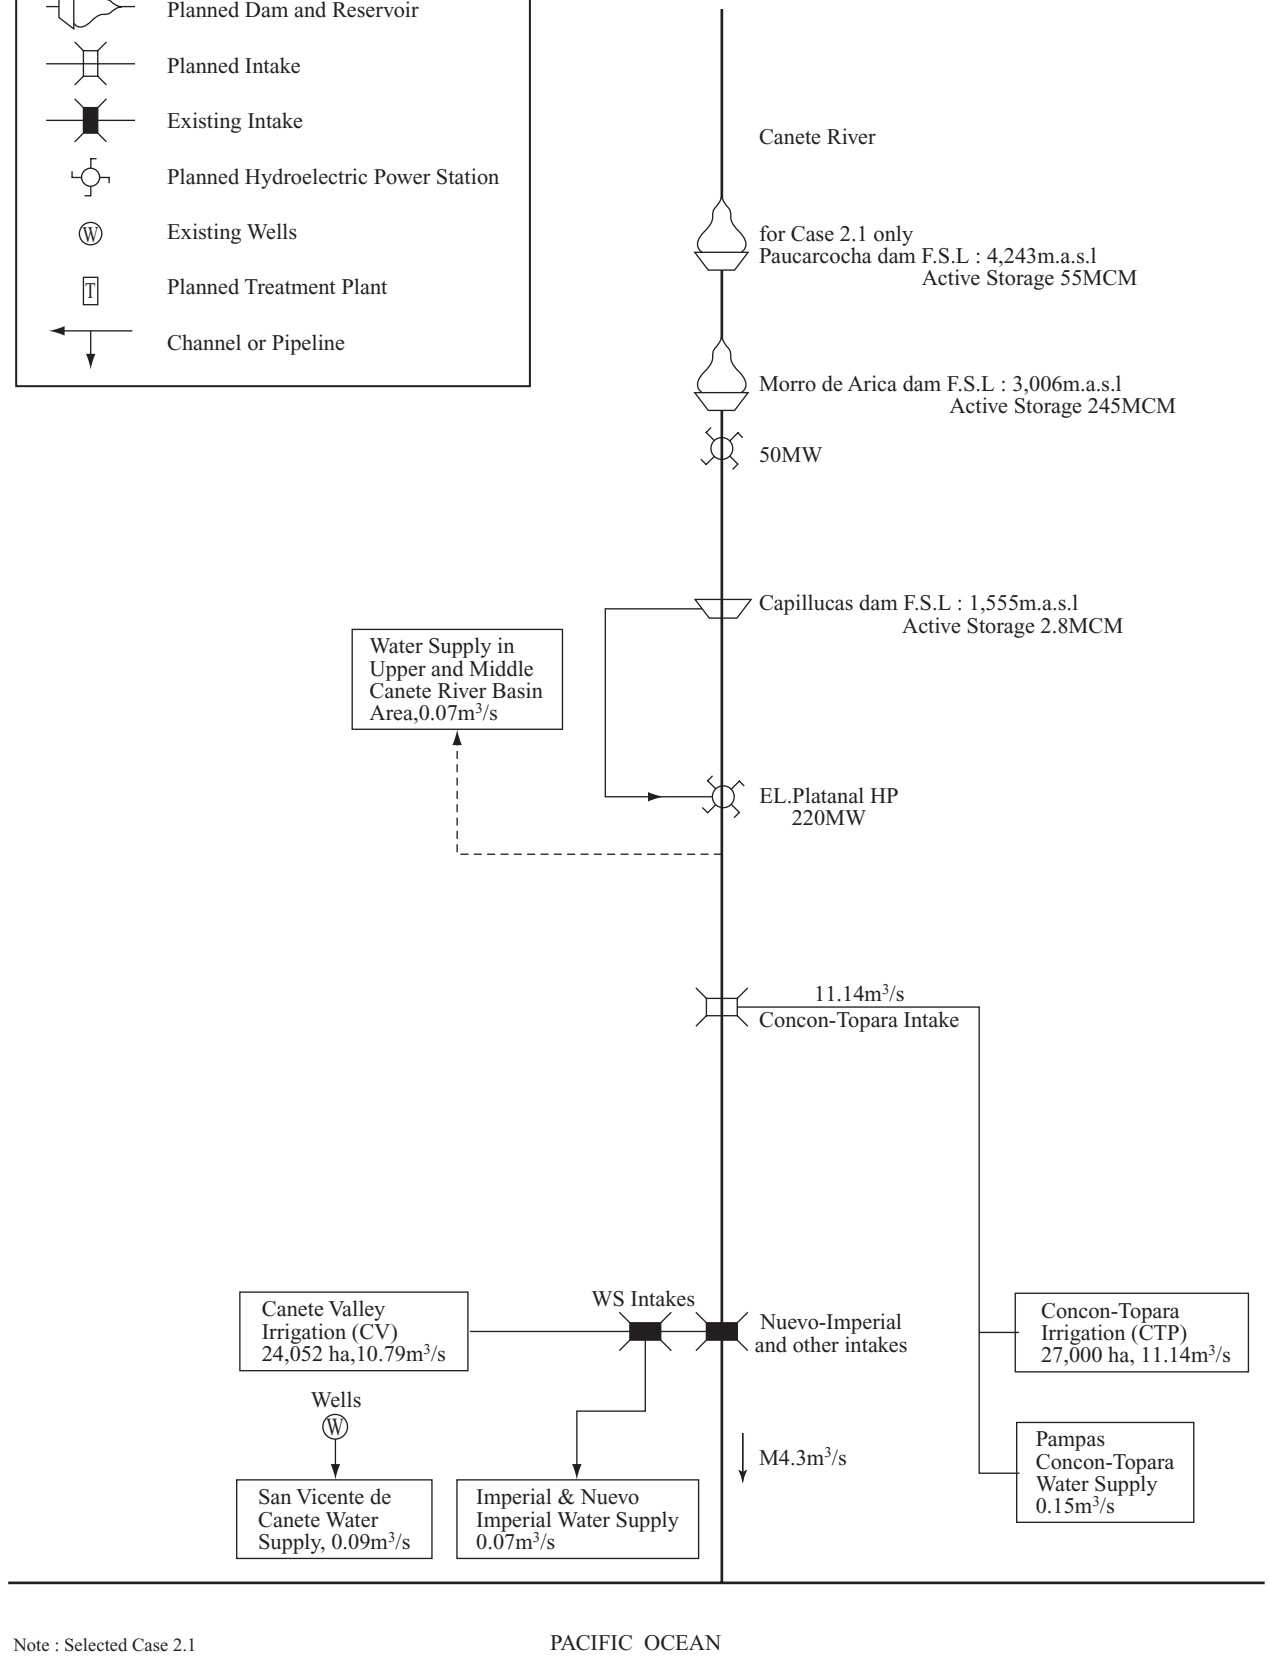 Planned Dam and Reservoir
Planned Intake
Existing Intake
Planned Hydroelectric Power Station
W
Existing Wells
T
Planned Treatment Plant
Channel or Pipeline
Canete River
for Case 2.1 only
Paucarcocha dam F.S.L : 4,243m.a.s.l
Active Storage 55MCM
Morro de Arica dam F.S.L : 3,006m.a.s.l
Active Storage 245MCM
50MW
Capillucas dam F.S.L : 1,555m.a.s.l
Active Storage 2.8MCM
Water Supply in
Upper and Middle
Canete River Basin
Area,0.07m³/s
EL.Platanal HP
220MW
11.14m³/s
Concon-Topara Intake
WS Intakes
Nuevo-Imperial
and other intakes
Canete Valley
Irrigation (CV)
24,052 ha,10.79m³/s
Concon-Topara
Irrigation (CTP)
27,000 ha, 11.14m³/s
Wells
W
M4.3m³/s
Pampas
Concon-Topara
Water Supply
0.15m³/s
San Vicente de
Canete Water
Supply, 0.09m³/s
Imperial & Nuevo
Imperial Water Supply
0.07m³/s
Note : Selected Case 2.1
PACIFIC OCEAN